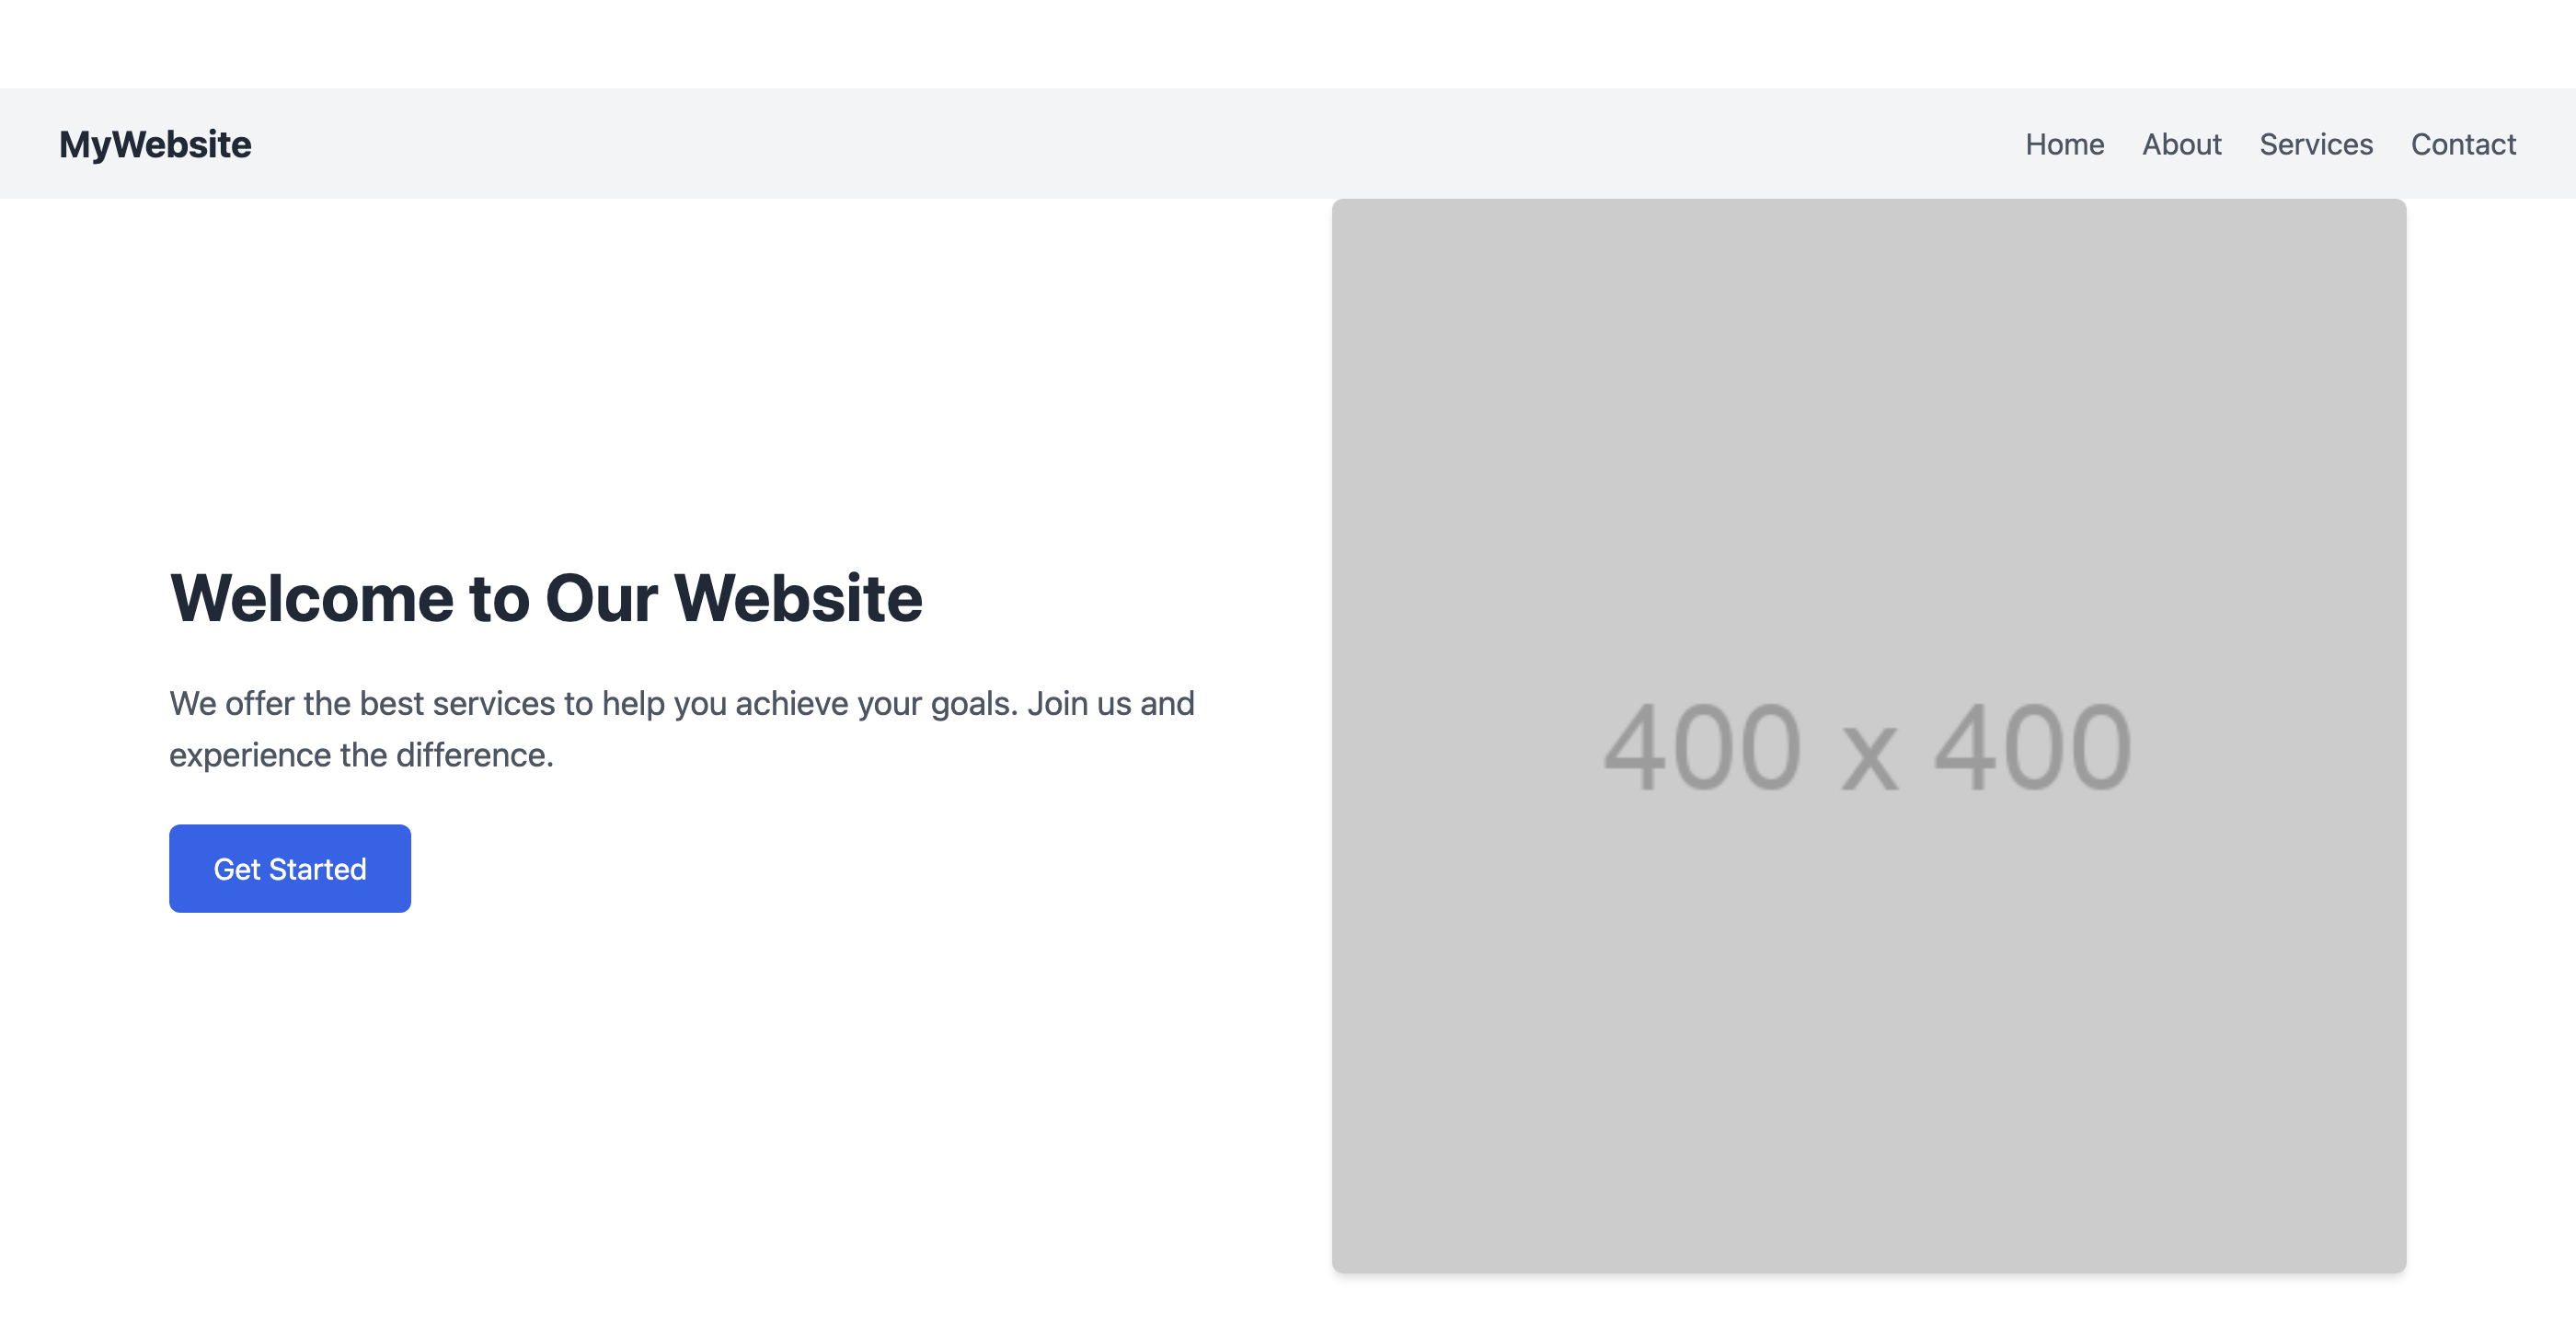 MyWebsite
Home About Services Contact
Welcome to Our Website
We offer the best services to help you achieve your goals. Join us and
experience the difference.
Get Started
400 x 400